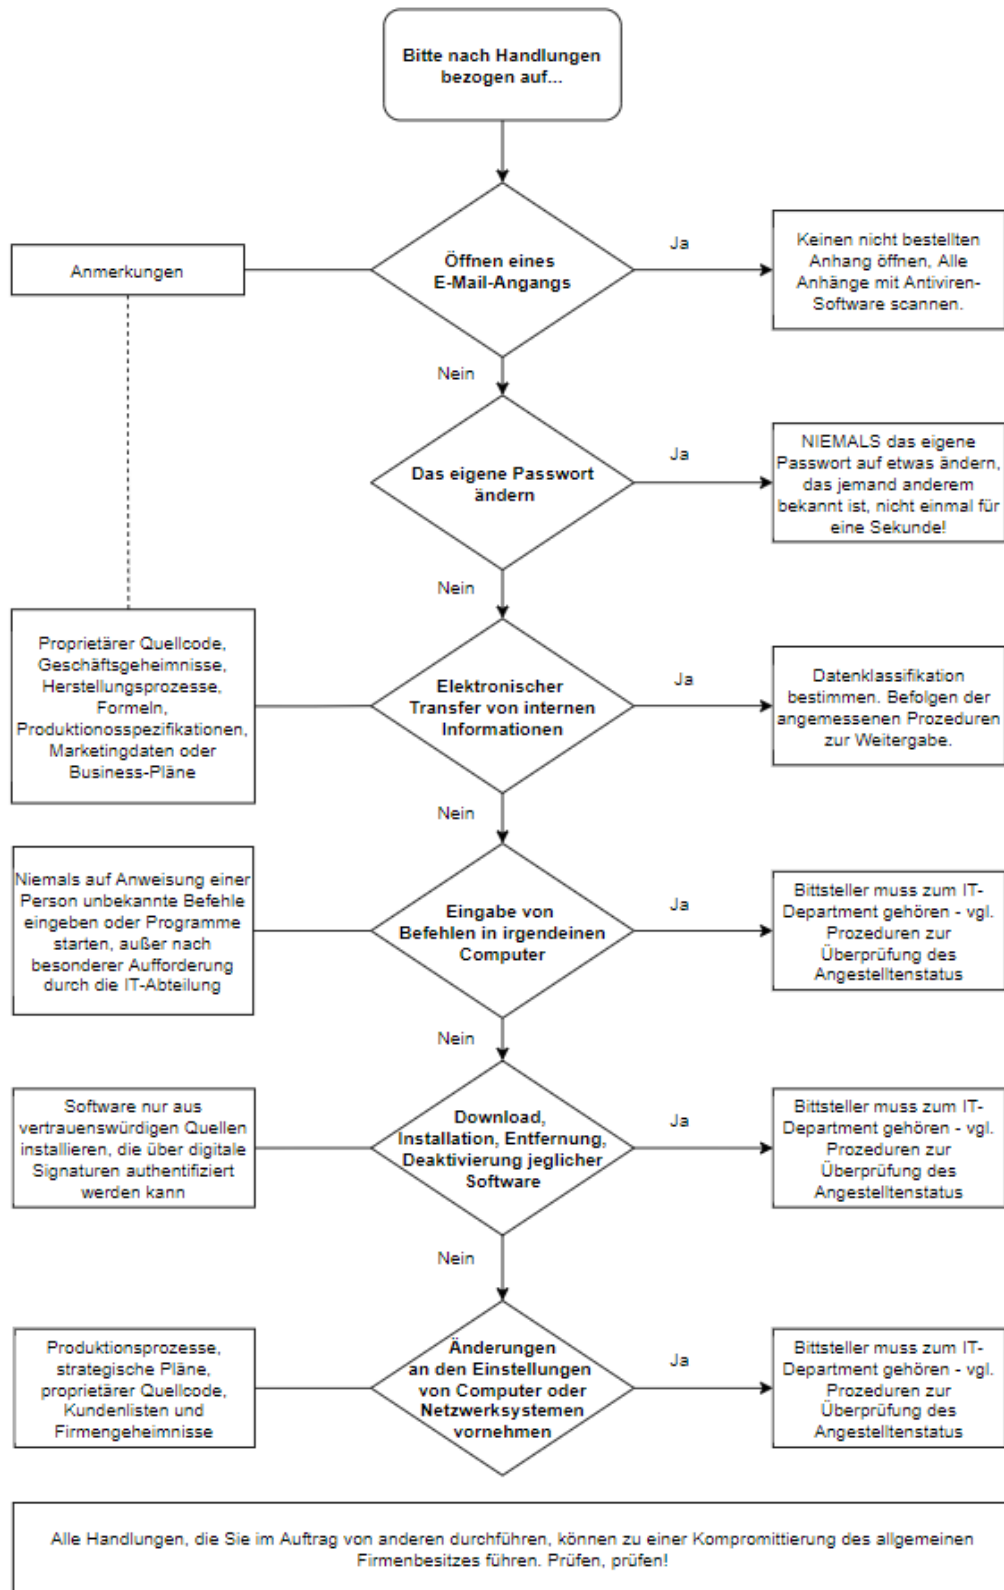 Bitte nach Handlungen
bezogen auf...
Anmerkungen
Öffnen eines
E-Mail-Angangs
Ja
Keinen nicht bestellten
Anhang öffnen, Alle
Anhänge mit Antiviren-
Software scannen.
Nein
Das eigene Passwort
ändern
Ja
NIEMALS das eigene
Passwort auf etwas ändern,
das jemand anderem
bekannt ist, nicht einmal für
eine Sekunde!
Nein
Proprietärer Quellcode,
Geschäftsgeheimnisse,
Herstellungsprozesse,
Formeln,
Produktionosspezifikationen,
Marketingdaten oder
Business-Pläne
Elektronischer
Transfer von internen
Informationen
Ja
Datenklassifikation
bestimmen. Befolgen der
angemessenen Prozeduren
zur Weitergabe.
Nein
Niemals auf Anweisung einer
Person unbekannte Befehle
eingeben oder Programme
starten, außer nach
besonderer Aufforderung
durch die IT-Abteilung
Eingabe von
Befehlen in irgendeinen
Computer
Ja
Bittsteller muss zum IT-
Department gehören - vgl.
Prozeduren zur
Überprüfung des
Angestelltenstatus
Nein
Software nur aus
vertrauenswürdigen Quellen
installieren, die über digitale
Signaturen authentifiziert
werden kann
Download,
Installation, Entfernung,
Deaktivierung jeglicher
Software
Ja
Bittsteller muss zum IT-
Department gehören - vgl.
Prozeduren zur
Überprüfung des
Angestelltenstatus
Nein
Produktionsprozesse,
strategische Pläne,
proprietärer Quellcode,
Kundenlisten und
Firmengeheimnisse
Änderungen
an den Einstellungen
von Computer oder
Netzwerksystemen
vornehmen
Ja
Bittsteller muss zum IT-
Department gehören - vgl.
Prozeduren zur
Überprüfung des
Angestelltenstatus
Alle Handlungen, die Sie im Auftrag von anderen durchführen, können zu einer Kompromittierung des allgemeinen
Firmenbesitzes führen. Prüfen, prüfen!